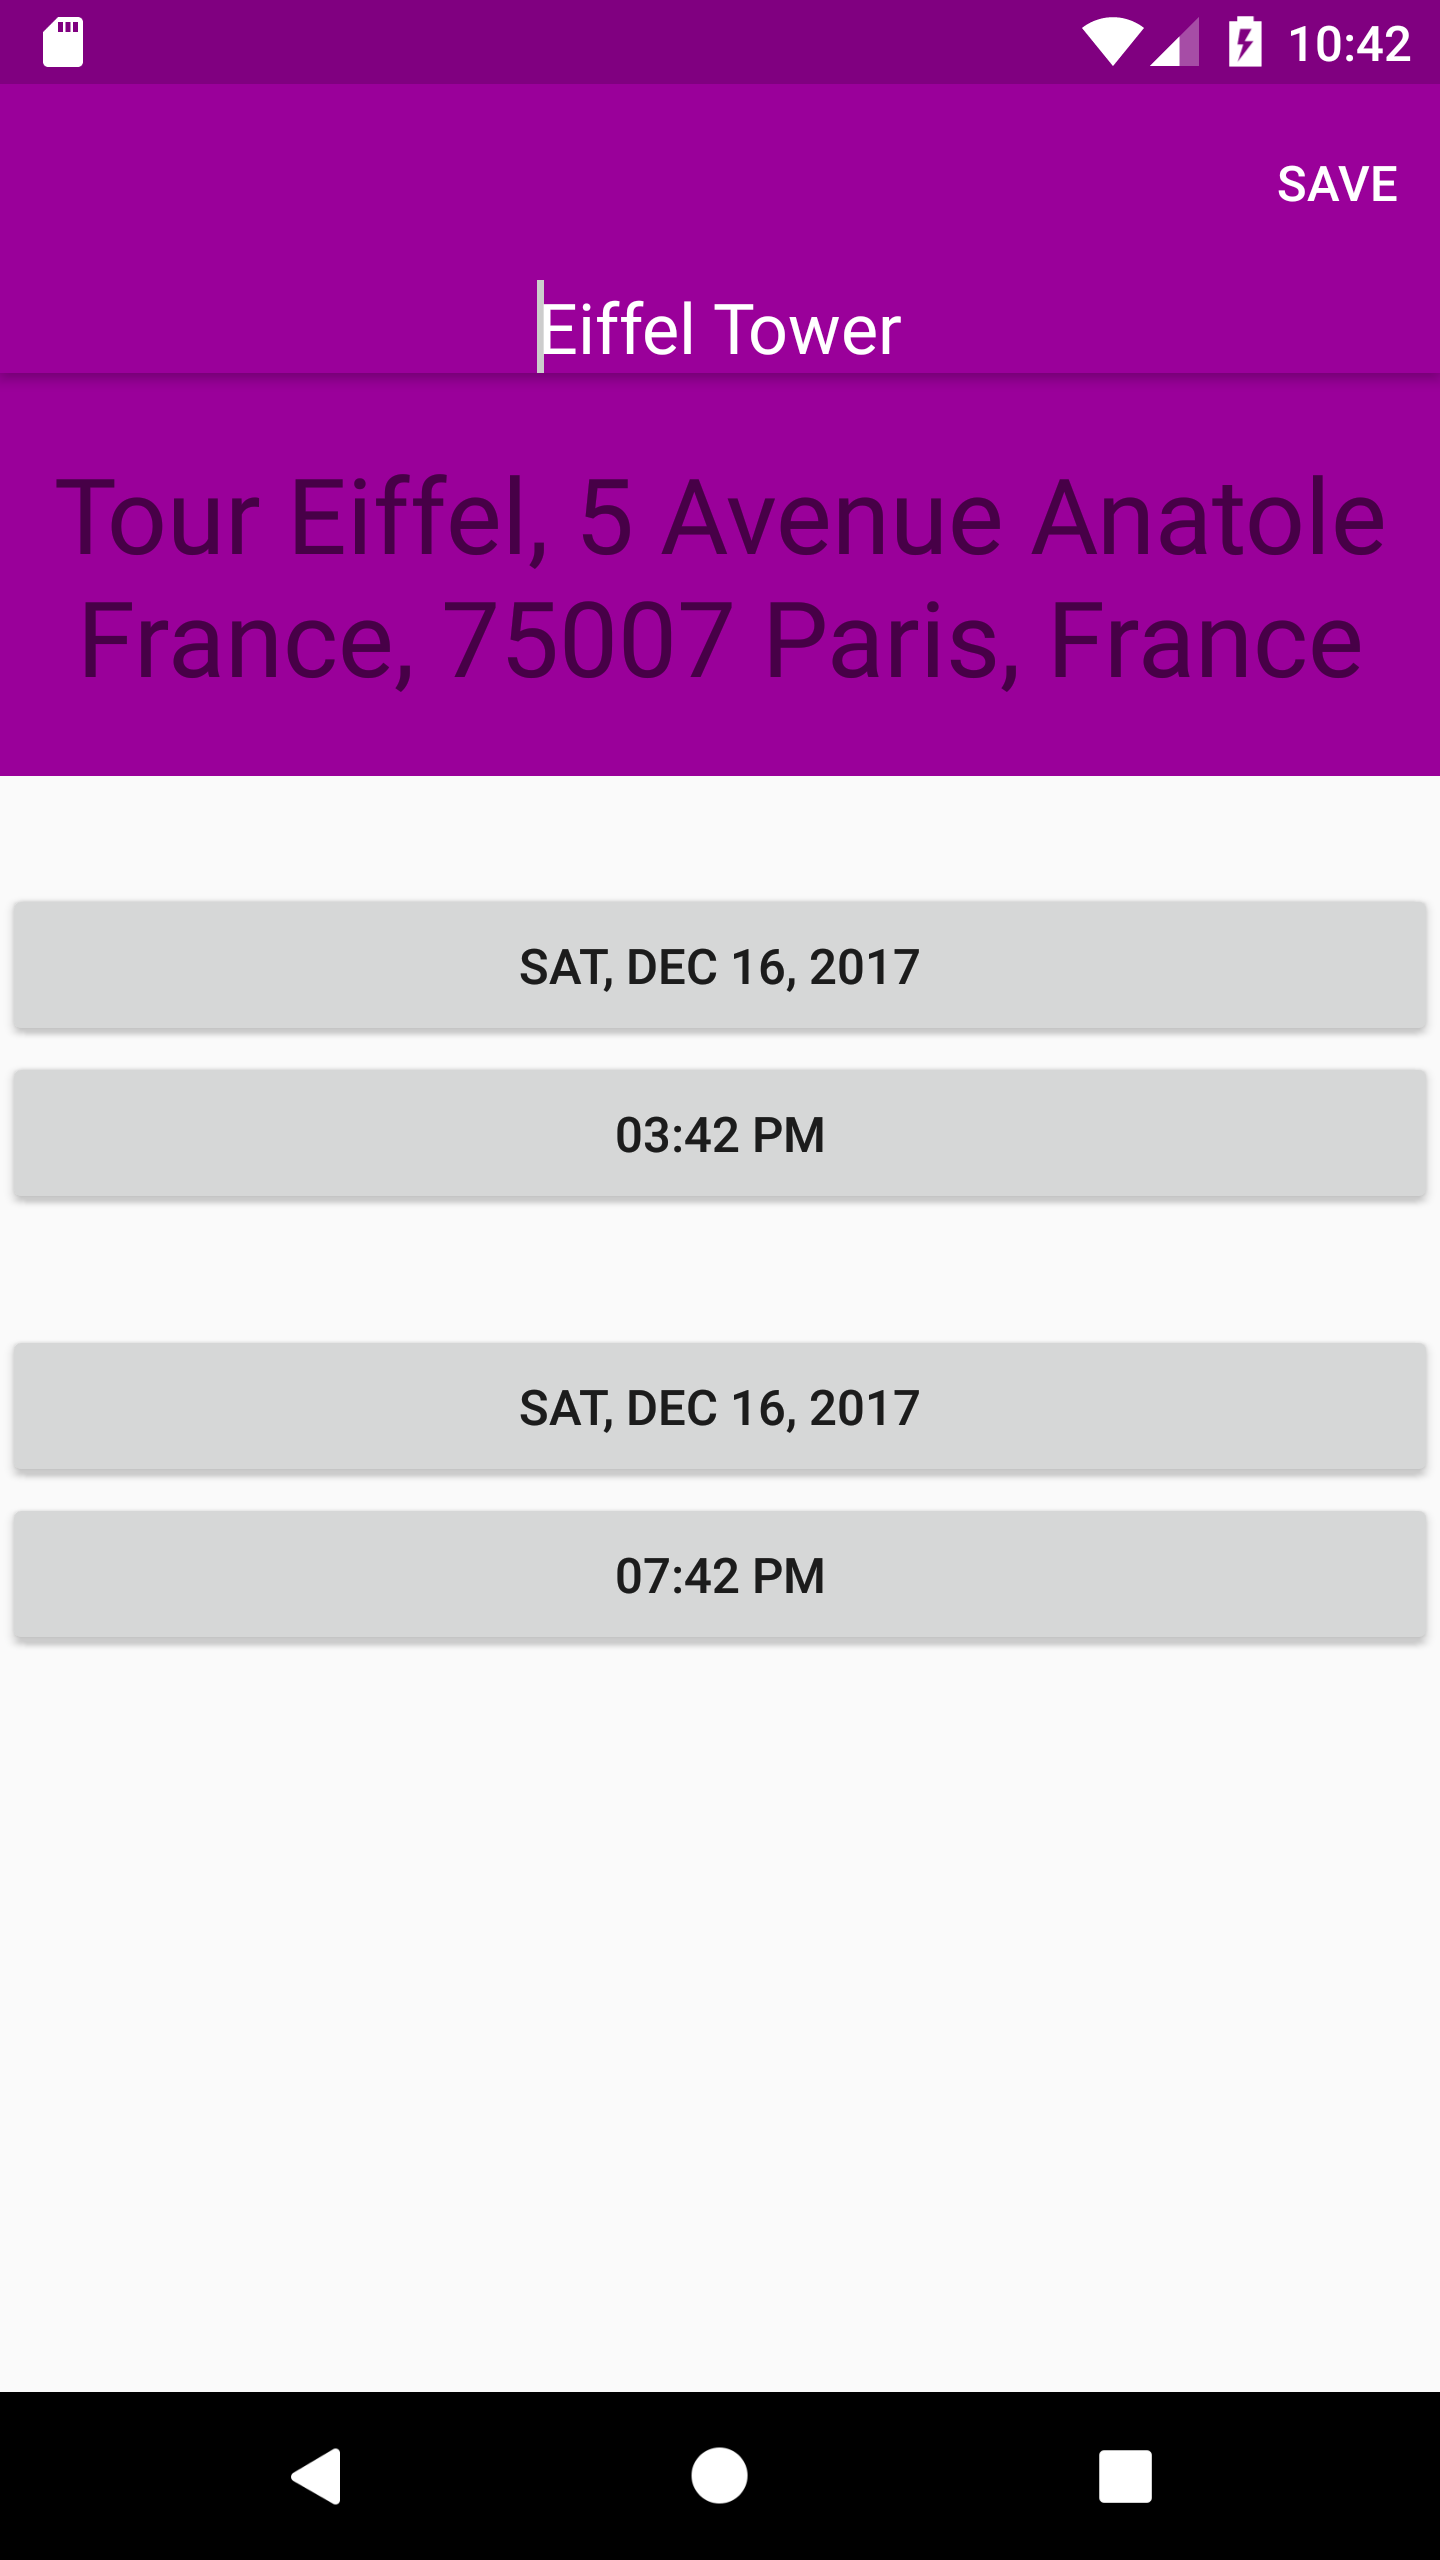 10:42
SAVE
Eiffel Tower
Tour Eiffel, 5 Avenue Anatole
France, 75007 Paris, France
SAT, DEC 16, 2017
03:42 PM
SAT, DEC 16, 2017
07:42 PM